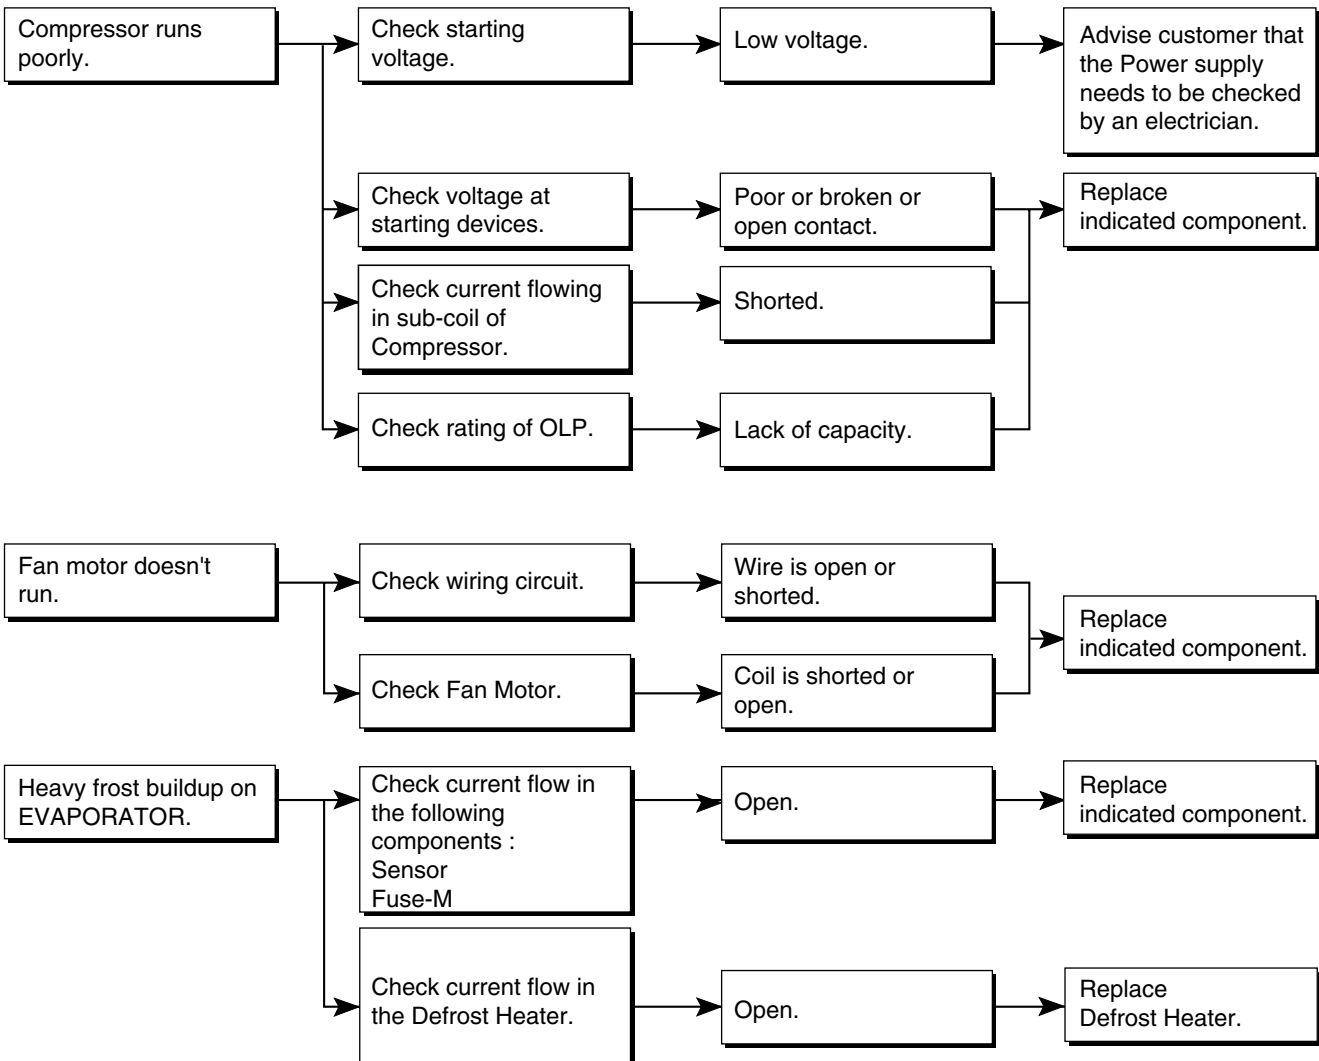 Compressor runs
poorly.
Check starting
voltage.
Low voltage.
Advise customer that
the Power supply
needs to be checked
by an electrician.
Check voltage at
starting devices.
Poor or broken or
open contact.
Replace
indicated component.
Check current flowing
in sub-coil of
Compressor.
Shorted.
Check rating of OLP.
Lack of capacity.
Fan motor doesn't
run.
Check wiring circuit.
Wire is open or
shorted.
Replace
indicated component.
Check Fan Motor.
Coil is shorted or
open.
Heavy frost buildup on
EVAPORATOR.
Check current flow in
the following
components :
Sensor
Fuse-M
Open.
Replace
indicated component.
Check current flow in
the Defrost Heater.
Open.
Replace
Defrost Heater.